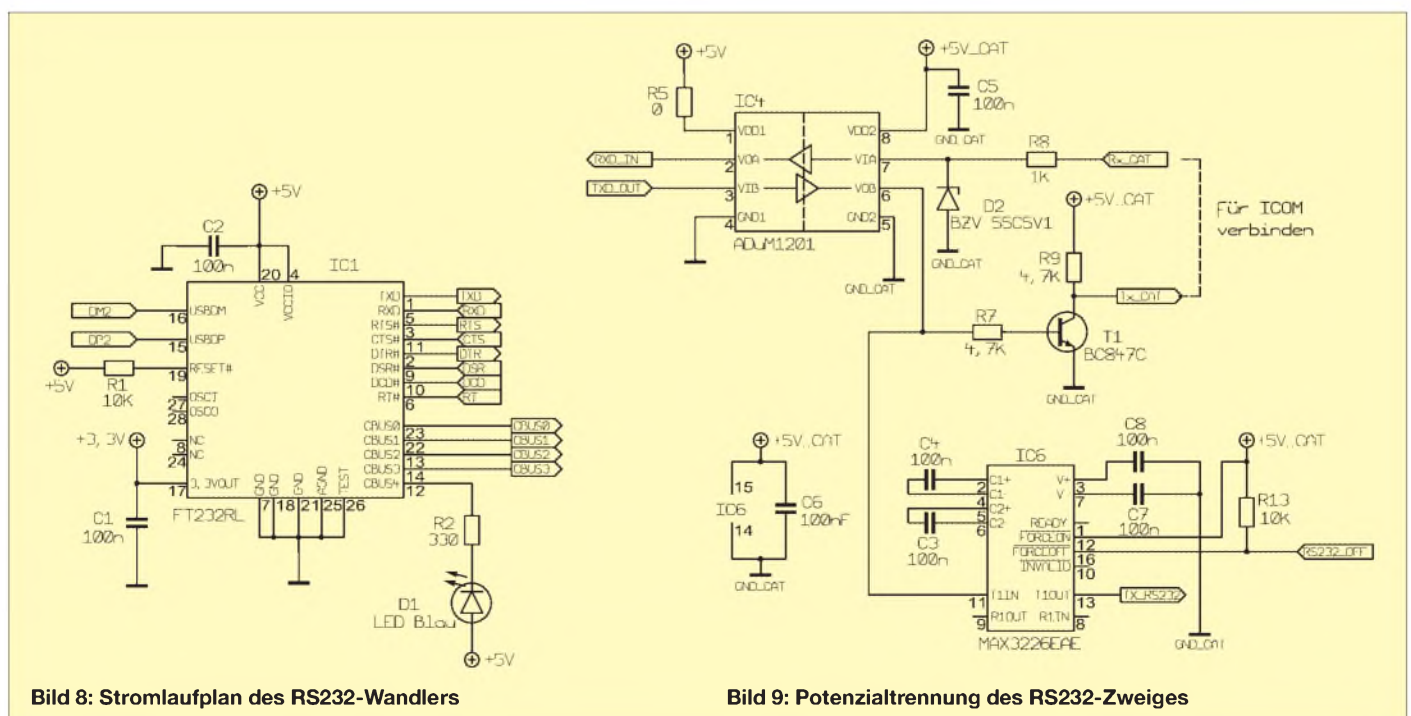 +5V
C2
100n
IC1
20
4
VCC
VCCIO
DM2
16
USBDM
DP2
15
USBDP
+5V
R1
10K
19
RESET#
27
28
OSCO
NC
8
NC
24
+3,3V
17
3,3VOUT
C1
100n
GND
GND
GND
AGND
TEST
7
18
21
25
26
FT232RL
TXD
1
TXD
RXD
5
RXD
RTS#
3
RTS
CTS#
11
CTS
DTR#
2
DTR
DSR#
9
DSR
DCD#
10
DCD
6
CBUS0
23
CBUS0
CBUS1
22
CBUS1
CBUS2
13
CBUS2
CBUS3
14
CBUS3
CBUS4
12
R2
330
D1
LED Blau
+5V
Bild 8: Stromlaufplan des RS232-Wandlers
+5V
R5
0
IC4
VDD1
1
VDD2
8
+5V_CAT
C5
100n
GND_CAT
RXD_IN
VOA
2
VIA
7
R8
1K
Rx_CAT
TXD_OUT
VIB
3
VOB
6
GND1
4
GND2
5
ADuM1201
GND_CAT
D2
BZV 55C5V1
GND_CAT
+5V_CAT
R9
4,7K
Tx_CAT
Für ICOM
verbinden
R7
4,7K
T1
BC847C
GND_CAT
+5V_CAT
15
IC6
14
C6
100nF
GND_CAT
C4
100n
C3
100n
IC6
C1+
2
4
C2+
5
6
V+
3
V
7
C8
100n
C7
100n
READY
1
FORCEON
12
FORCEOFF
16
INVALID
10
+5V_CAT
R13
10K
RS232_OFF
11
T1IN
T1OUT
13
TX_RS232
9
R1OUT
R1IN
8
MAX3226EAE
GND_CAT
Bild 9: Potenzialtrennung des RS232-Zweiges